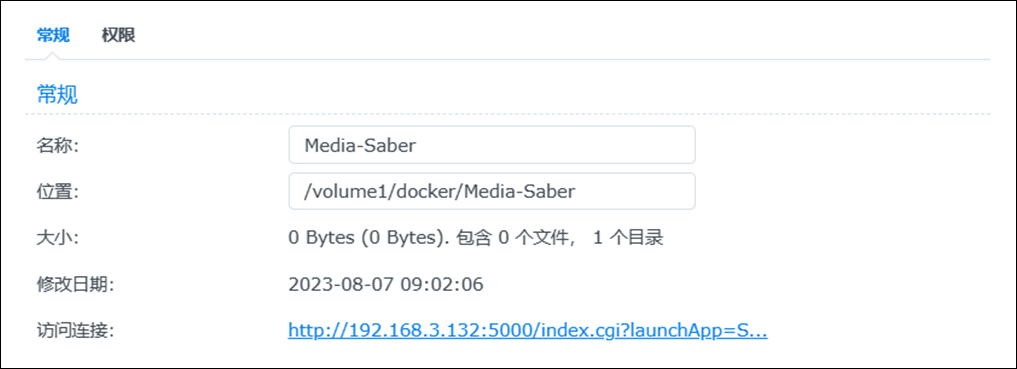 常规 权限
常规
名称: Media-Saber
位置: /volume1/docker/Media-Saber
大小: 0 Bytes (0 Bytes). 包含 0 个文件， 1 个目录
修改日期: 2023-08-07 09:02:06
访问连接: http://192.168.3.132:5000/index.cgi?launchApp=S...